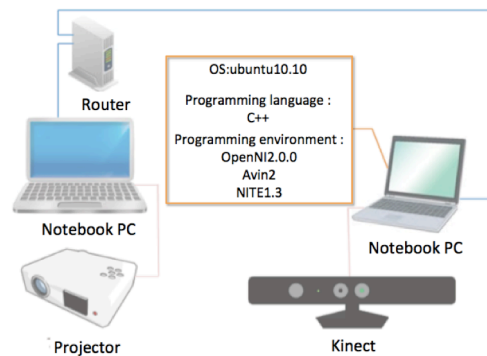 Router
OS:ubuntu10.10
Programming language :
C++
Programming environment :
OpenNI2.0.0
Avin2
NITE1.3
Notebook PC
Notebook PC
Projector
Kinect